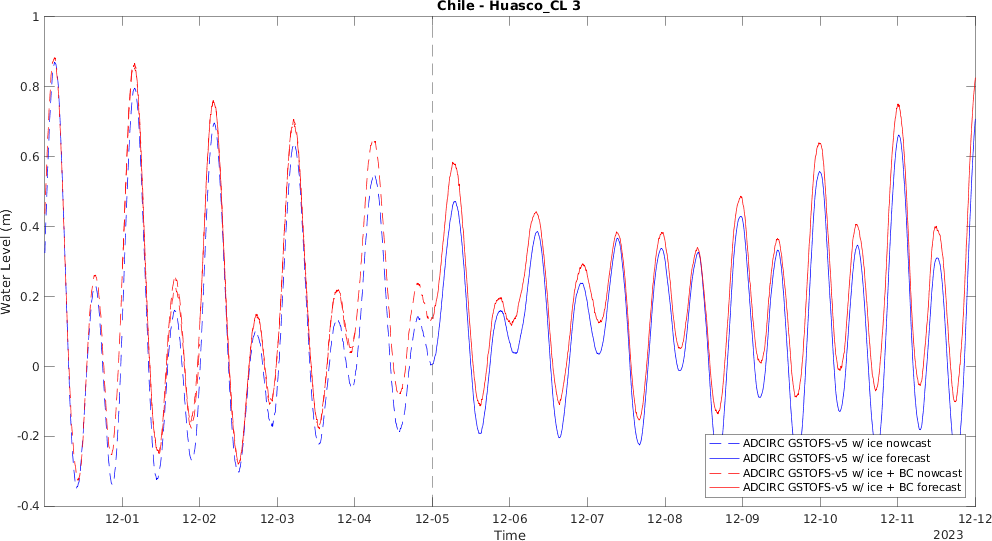 Chile - Huasco_CL 3
Water Level (m)
1
0.8
0.6
0.4
0.2
0
-0.2
-0.4
ADCIRC GSTOFS-v5 w/ ice nowcast
ADCIRC GSTOFS-v5 w/ ice forecast
ADCIRC GSTOFS-v5 w/ ice + BC nowcast
ADCIRC GSTOFS-v5 w/ ice + BC forecast
12-01 12-02 12-03 12-04 12-05 12-06 12-07 12-08 12-09 12-10 12-11 12-12
Time
2023